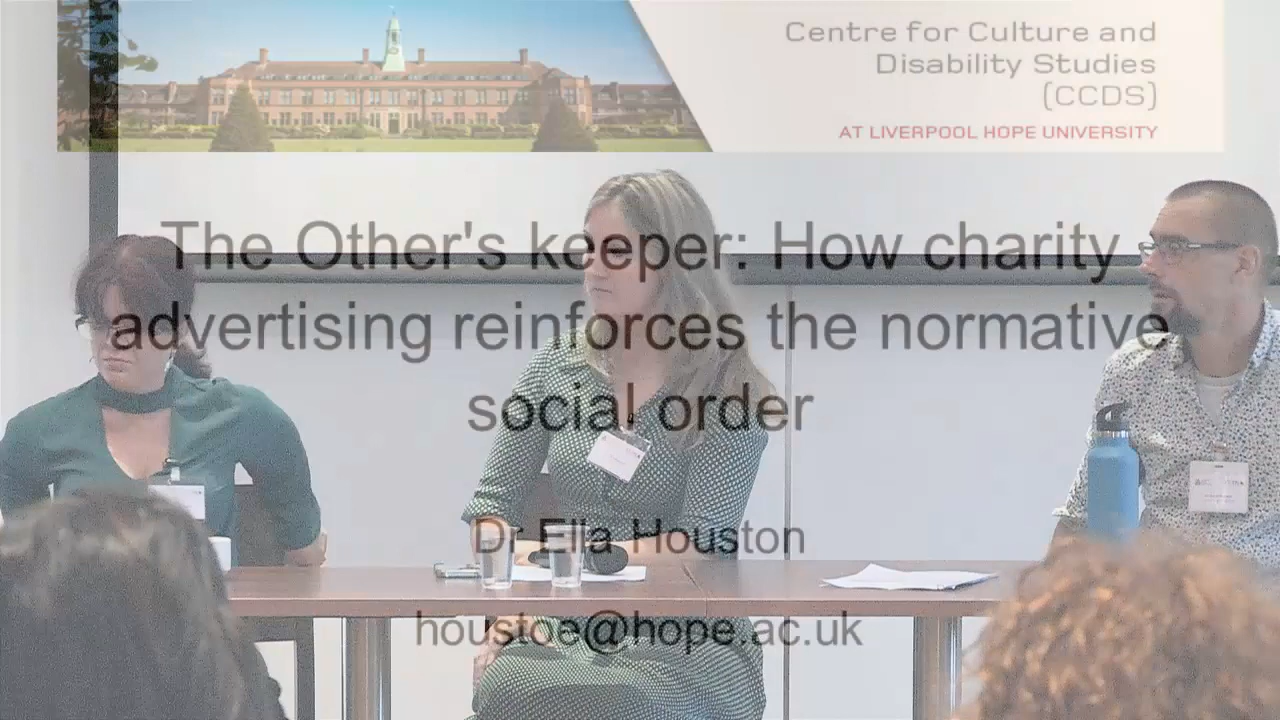 Centre for Culture and
Disability Studies
(CCDS)
AT LIVERPOOL HOPE UNIVERSITY
The Other's keeper: How charity
advertising reinforces the normative
social order
Dr Ella Houston
houstoe@hope.ac.uk